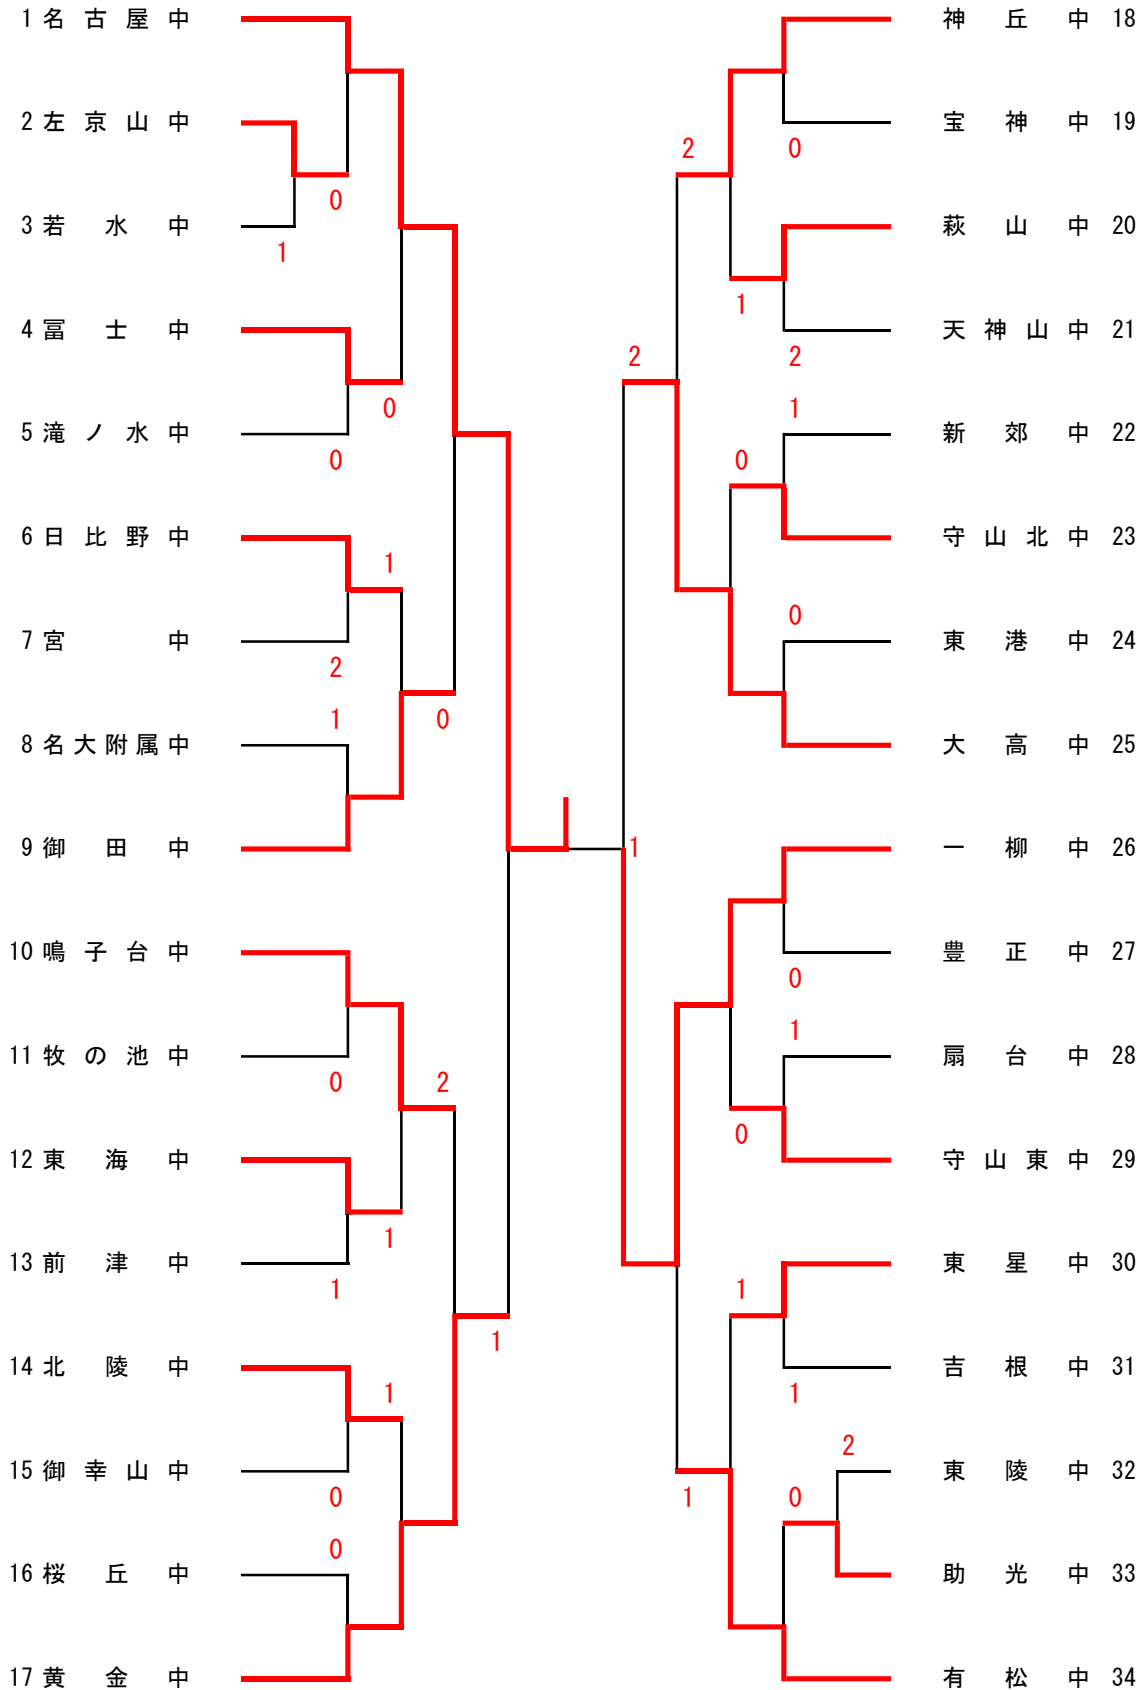 1 名古屋中
神丘中 18
2 左京山中
宝神中 19
2
0
0
3 若水中
萩山中 20
1
1
4 冨士中
天神山中 21
2
2
0
1
5 滝ノ水中
新郊中 22
0
0
6 日比野中
守山北中 23
1
0
7 宮中
東港中 24
2
1
0
8 名大附属中
大高中 25
9 御田中
1
一柳中 26
10 鳴子台中
豊正中 27
0
1
11 牧の池中
扇台中 28
0
2
0
12 東海中
守山東中 29
1
13 前津中
東星中 30
1
1
1
14 北陵中
吉根中 31
1
1
2
15 御幸山中
東陵中 32
0
1
0
0
16 桜丘中
助光中 33
17 黄金中
有松中 34